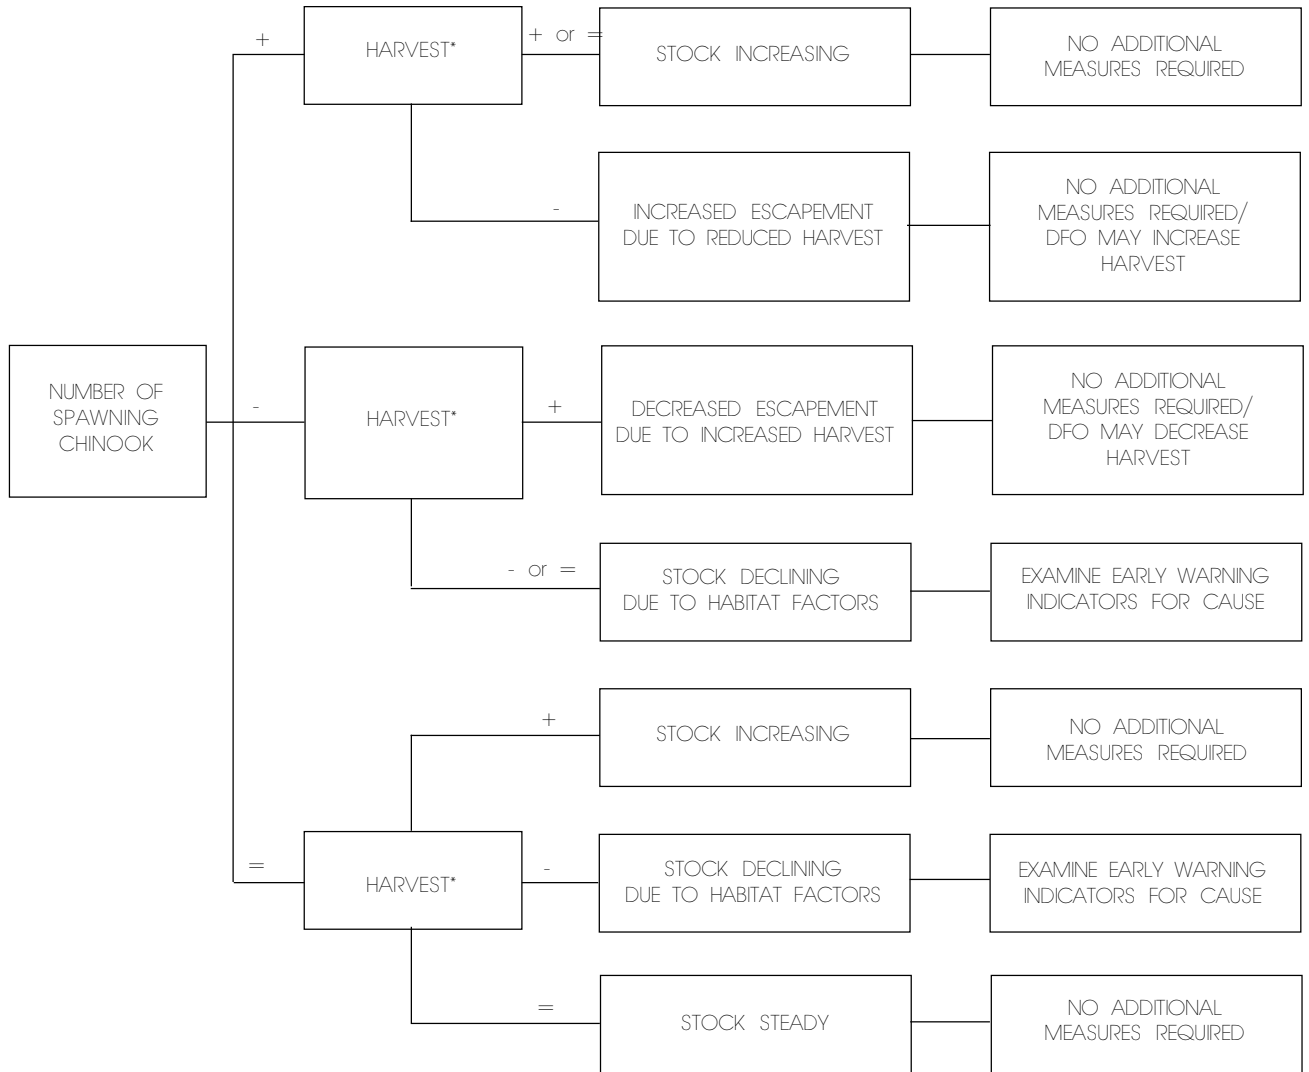 +
HARVEST*
+ or =
STOCK INCREASING
NO ADDITIONAL
MEASURES REQUIRED
-
INCREASED ESCAPEMENT
DUE TO REDUCED HARVEST
NO ADDITIONAL
MEASURES REQUIRED/
DFO MAY INCREASE
HARVEST
NUMBER OF
SPAWNING
CHINOOK
-
HARVEST*
+
DECREASED ESCAPEMENT
DUE TO INCREASED HARVEST
NO ADDITIONAL
MEASURES REQUIRED/
DFO MAY DECREASE
HARVEST
- or =
STOCK DECLINING
DUE TO HABITAT FACTORS
EXAMINE EARLY WARNING
INDICATORS FOR CAUSE
+
STOCK INCREASING
NO ADDITIONAL
MEASURES REQUIRED
=
HARVEST*
-
STOCK DECLINING
DUE TO HABITAT FACTORS
EXAMINE EARLY WARNING
INDICATORS FOR CAUSE
=
STOCK STEADY
NO ADDITIONAL
MEASURES REQUIRED